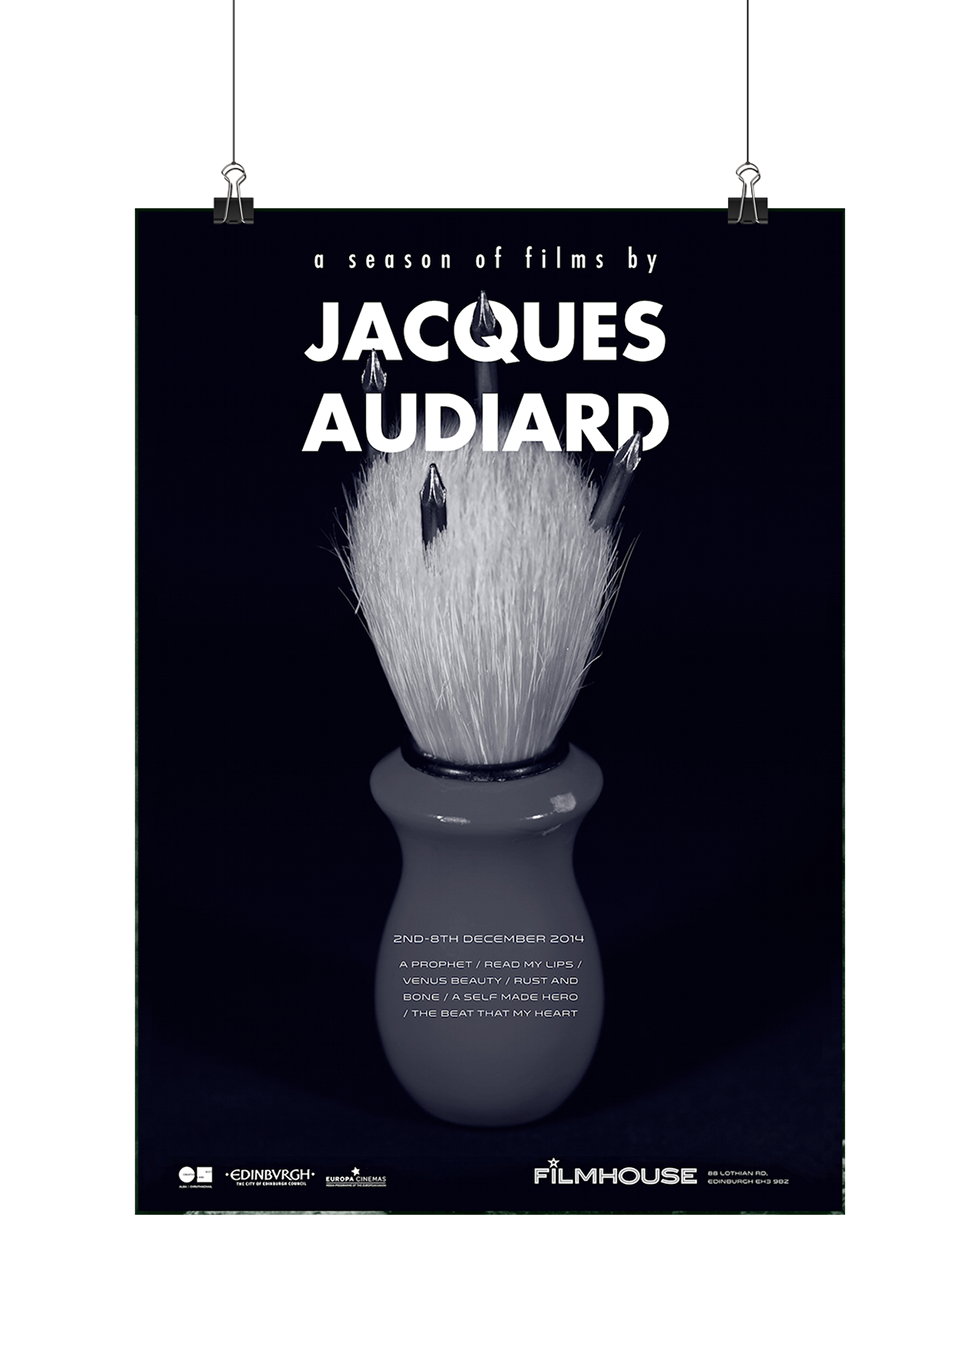 a season of films by
JACQUES
AUDIARD
2ND-8TH DECEMBER 2014
A PROPHET / READ MY LIPS /
VENUS BEAUTY / RUST AND
BONE / A SELF MADE HERO
/ THE BEAT THAT MY HEART
ALBA | CHRUTHACHAIL
·EDINBVRGH·
THE CITY OF EDINBURGH COUNCIL
EUROPA CINEMAS
FILMHOUSE
88 LOTHIAN RD,
EDINBURGH EH3 9BZ